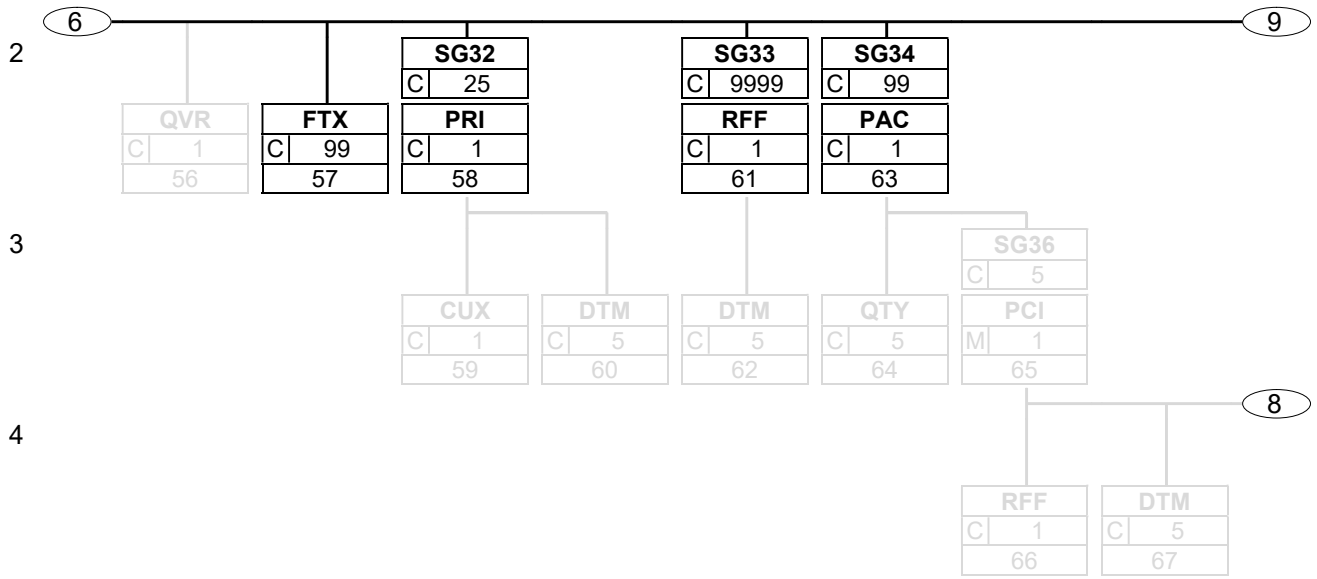 6 9
2 SG32 SG33 SG34
C 25 C 9999 C 99
QVR FTX PRI RFF PAC
C 1 C 99 C 1 C 1 C 1
56 57 58 61 63
3 SG36
C 5
CUX DTM DTM QTY PCI
C 1 C 5 C 5 C 5 M 1
59 60 62 64 65
8
4
RFF DTM
C 1 C 5
66 67